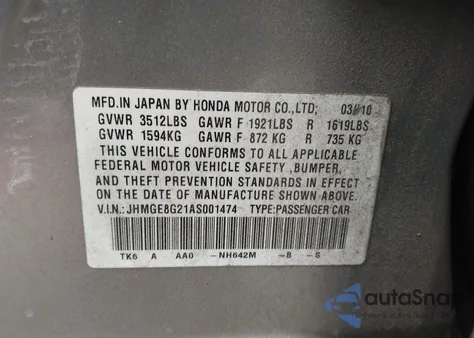 MFD.IN JAPAN BY HONDA MOTOR CO.,LTD; 03/10
GVWR 3512LBS GAWR F 1921LBS R 1619LBS
GVWR 1594KG GAWR F 872 KG R 735 KG
THIS VEHICLE CONFORMS TO ALL APPLICABLE
FEDERAL MOTOR VEHICLE SAFETY ,BUMPER,
AND THEFT PREVENTION STANDARDS IN EFFECT
ON THE DATE OF MANUFACTURE SHOWN ABOVE.
V.I.N.: JHMGE8G21AS001474 TYPE:PASSENGER CAR
TK6 A AA0 -NH642M -B -S
autoSnap